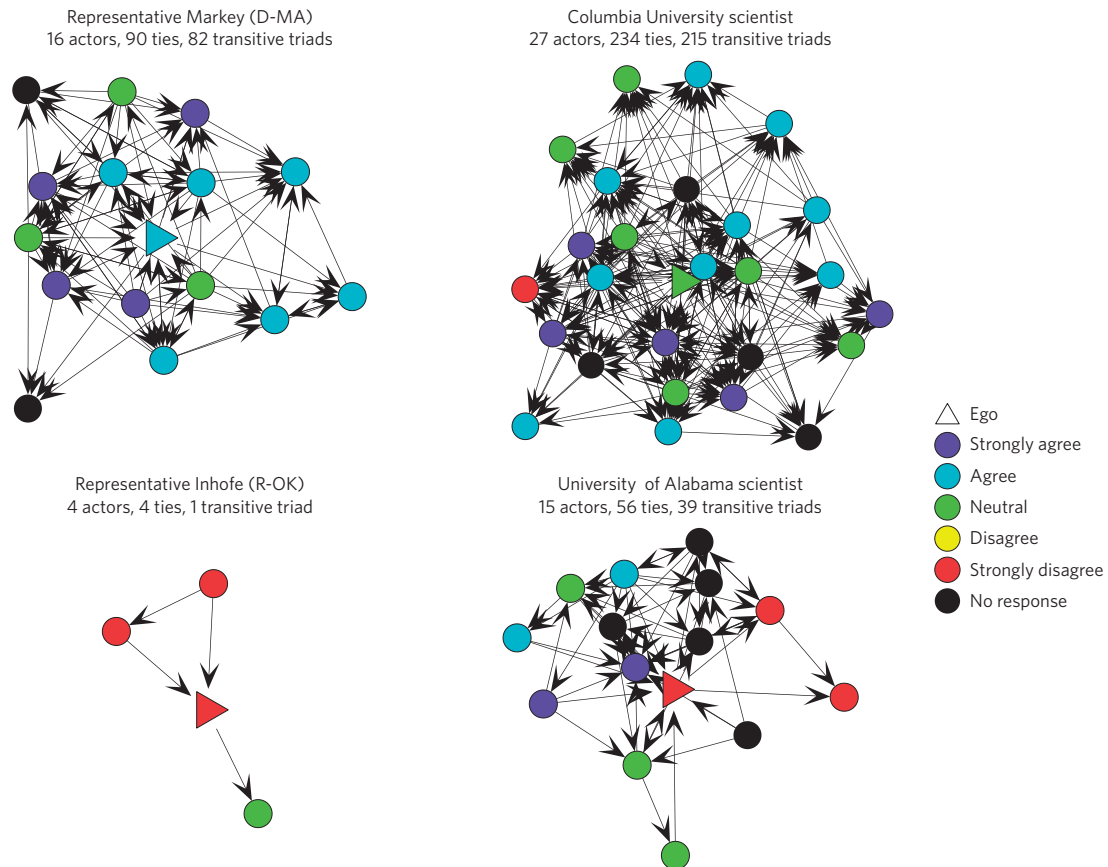 Representative Markey (D-MA)
16 actors, 90 ties, 82 transitive triads
Columbia University scientist
27 actors, 234 ties, 215 transitive triads
Representative Inhofe (R-OK)
4 actors, 4 ties, 1 transitive triad
University of Alabama scientist
15 actors, 56 ties, 39 transitive triads
Ego
Strongly agree
Agree
Neutral
Disagree
Strongly disagree
No response